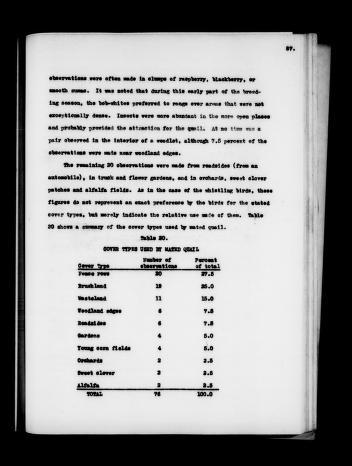 37.
observations were often made in clumps of raspberry, blackberry, or
smooth sumac. It was noted that during this early part of the breed-
ing season, the bob-whites preferred to range over areas that were not
exceptionally dense. Insects were more abundant in the more open places
and probably provided the attraction for the quail. At no time was a
pair observed in the interior of a woodlot, although 7.5 percent of the
observations were made near woodland edges.
The remaining 20 observations were made from roadsides (from an
automobile), in truck and flower gardens, and in orchards, sweet clover
patches and alfalfa fields. As in the case of the whistling birds, these
figures do not represent an exact preference by the birds for the stated
cover types, but merely indicate the relative use made of them. Table
20 shows a summary of the cover types used by mated quail.
Table 20.
COVER TYPES USED BY MATED QUAIL
Number of Percent
Cover Type observations of total
Fence rows 20 27.5
Brushland 19 25.0
Wasteland 11 15.0
Woodland edges 6 7.5
Roadsides 6 7.5
Gardens 4 5.0
Young corn fields 4 5.0
Orchards 2 2.5
Sweet clover 2 2.5
Alfalfa 2 2.5
TOTAL 76 100.0